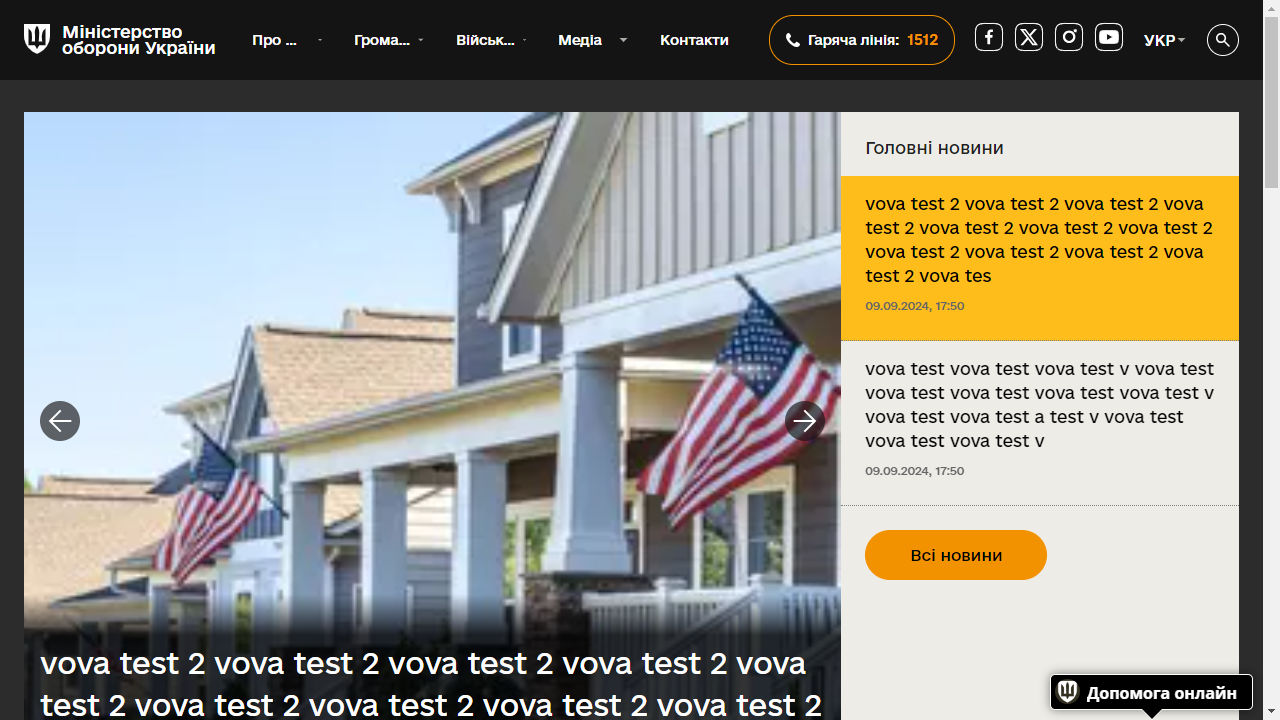 Міністерство
оборони України
Про ...
Грома...
Військ...
Медіа
Контакти
Гаряча лінія: 1512
УКР
Головні новини
vova test 2 vova test 2 vova test 2 vova
test 2 vova test 2 vova test 2 vova test 2
vova test 2 vova test 2 vova test 2 vova
test 2 vova tes
09.09.2024, 17:50
vova test vova test vova test v vova test
vova test vova test vova test vova test v
vova test vova test a test v vova test
vova test vova test v
09.09.2024, 17:50
Всі новини
vova test 2 vova test 2 vova test 2 vova test 2 vova
test 2 vova test 2 vova test 2 vova test 2 vova test 2
Допомога онлайн